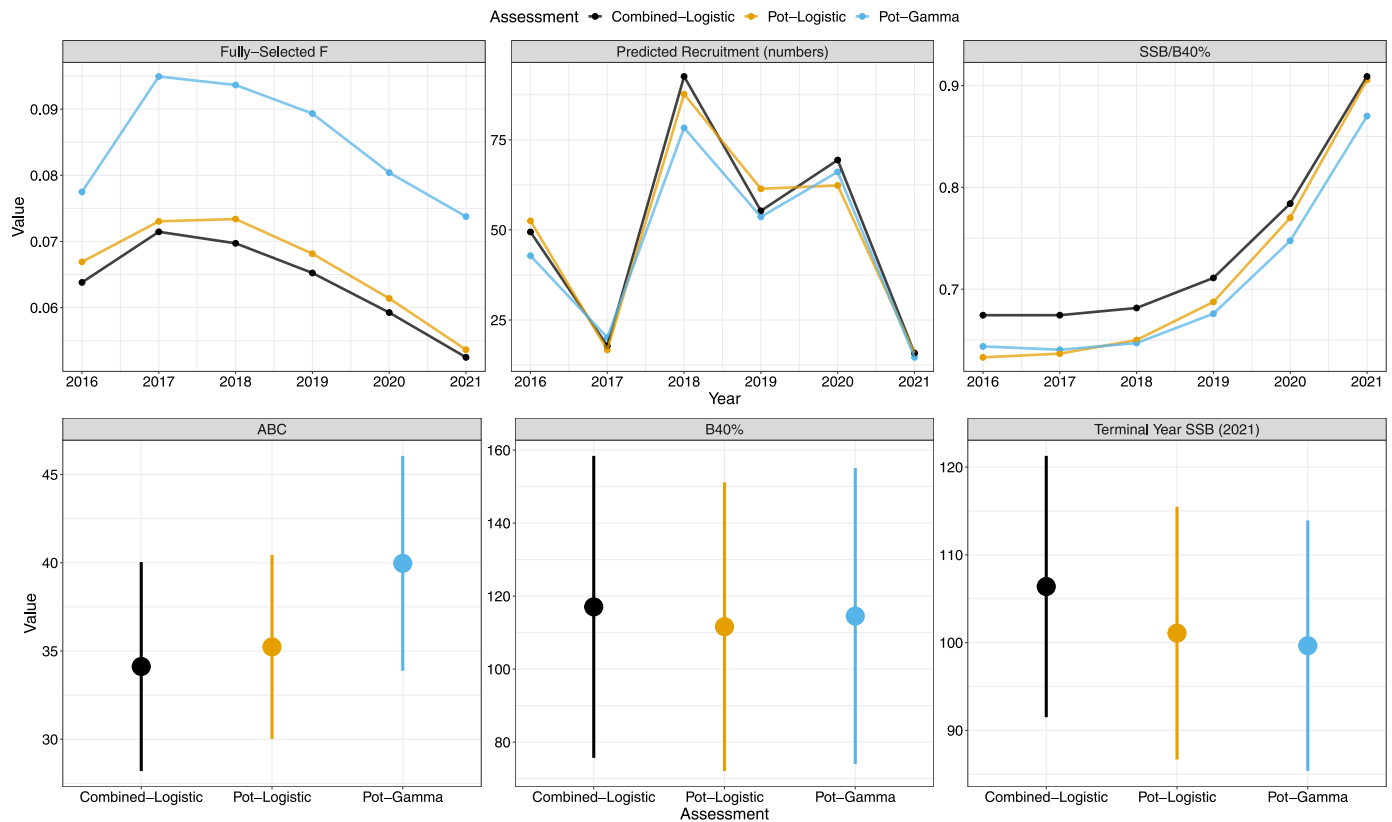 Assessment Combined–Logistic Pot–Logistic Pot–Gamma
Fully–Selected F
Predicted Recruitment (numbers)
SSB/B40%
Value
0.09
0.08
0.07
0.06
2016 2017 2018 2019 2020 2021
75
50
25
2016 2017 2018 2019 2020 2021
0.9
0.8
0.7
2016 2017 2018 2019 2020 2021
Year
ABC
B40%
Terminal Year SSB (2021)
Value
45
40
35
30
Combined–Logistic Pot–Logistic Pot–Gamma
160
140
120
100
80
Combined–Logistic Pot–Logistic Pot–Gamma
120
110
100
90
Combined–Logistic Pot–Logistic Pot–Gamma
Assessment